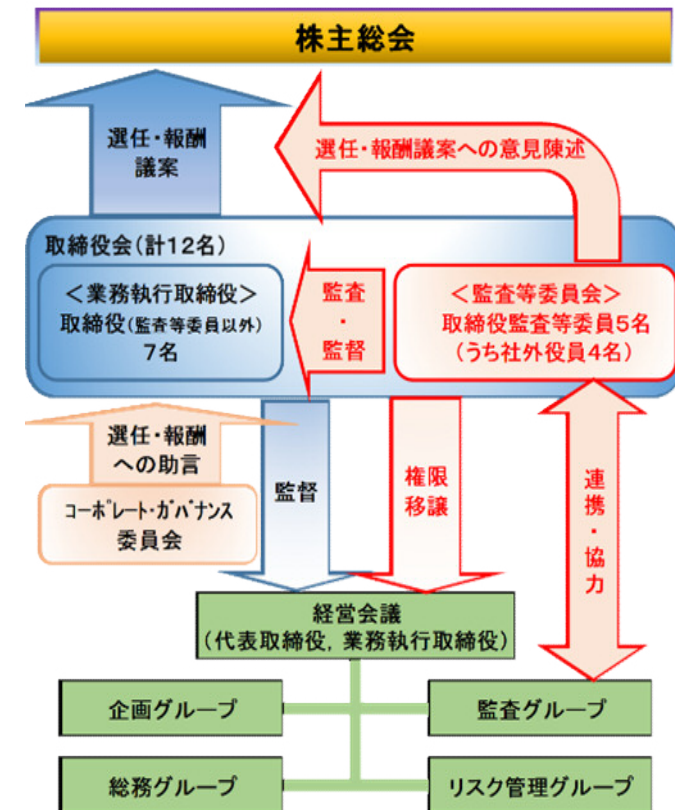 株主総会
選任・報酬
議案
選任・報酬議案への意見陳述
取締役会(計12名)
<業務執行取締役>
取締役(監査等委員以外)
7名
監査
・
監督
<監査等委員会>
取締役監査等委員5名
(うち社外役員4名)
選任・報酬
への助言
コーポレート・ガバナンス
委員会
監督
権限
移譲
連携・協力
経営会議
(代表取締役，業務執行取締役)
企画グループ
監査グループ
総務グループ
リスク管理グループ